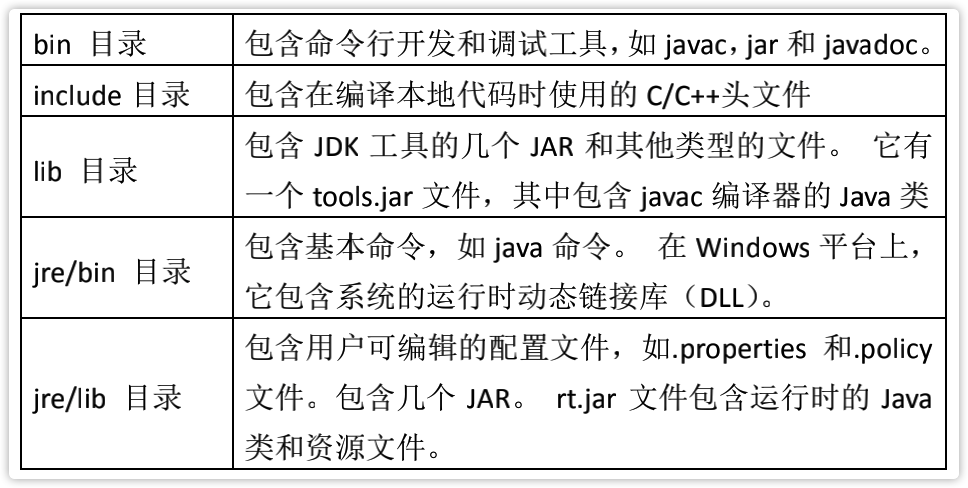 bin 目录
包含命令行开发和调试工具，如 javac，jar 和 javadoc。
include 目录
包含在编译本地代码时使用的 C/C++头文件
lib 目录
包含 JDK 工具的几个 JAR 和其他类型的文件。 它有
一个 tools.jar 文件，其中包含 javac 编译器的 Java 类
jre/bin 目录
包含基本命令，如 java 命令。 在 Windows 平台上，
它包含系统的运行时动态链接库（DLL）。
jre/lib 目录
包含用户可编辑的配置文件，如.properties 和.policy
文件。包含几个 JAR。 rt.jar 文件包含运行时的 Java
类和资源文件。